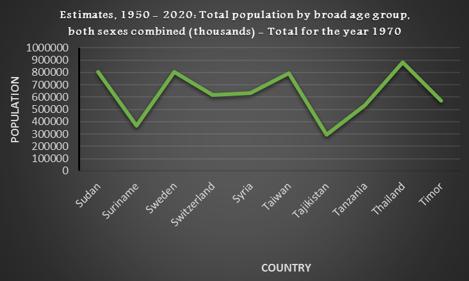 Estimates, 1950 - 2020: Total population by broad age group,
both sexes combined (thousands) - Total for the year 1970
POPULATION
1000000
900000
800000
700000
600000
500000
400000
300000
200000
100000
0
Sudan
Suriname
Sweden
Switzerland
Syria
Taiwan
Tajikistan
Tanzania
Thailand
Timor
COUNTRY